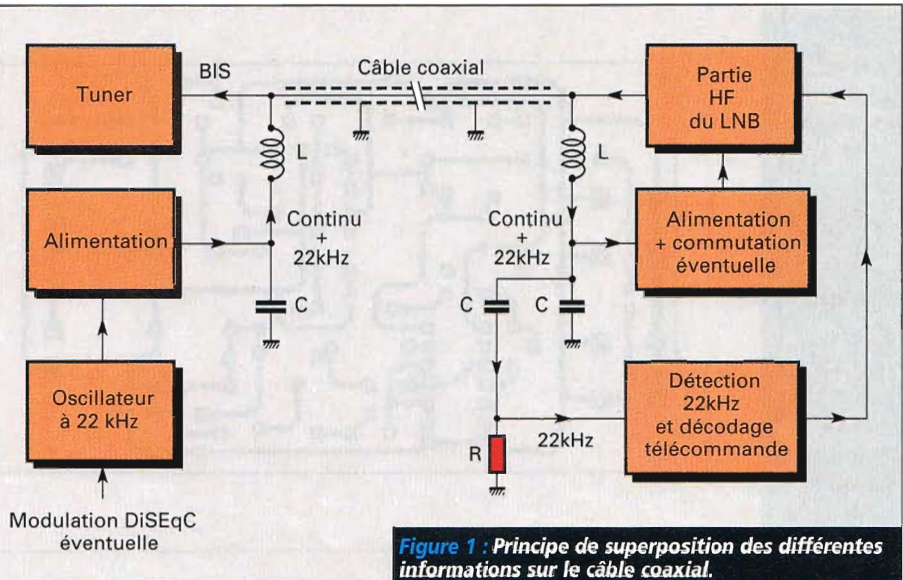 Tuner
BIS
Câble coaxial
Partie
HF
du LNB
L
L
Alimentation
Continu
+
22kHz
Continu
+
22kHz
Alimentation
+ commutation
éventuelle
C
C
C
Oscillateur
à 22 kHz
R
22kHz
Détection
22kHz
et décodage
télécommande
Modulation DiSEqC
éventuelle
Figure 1 : Principe de superposition des différentes
informations sur le câble coaxial.